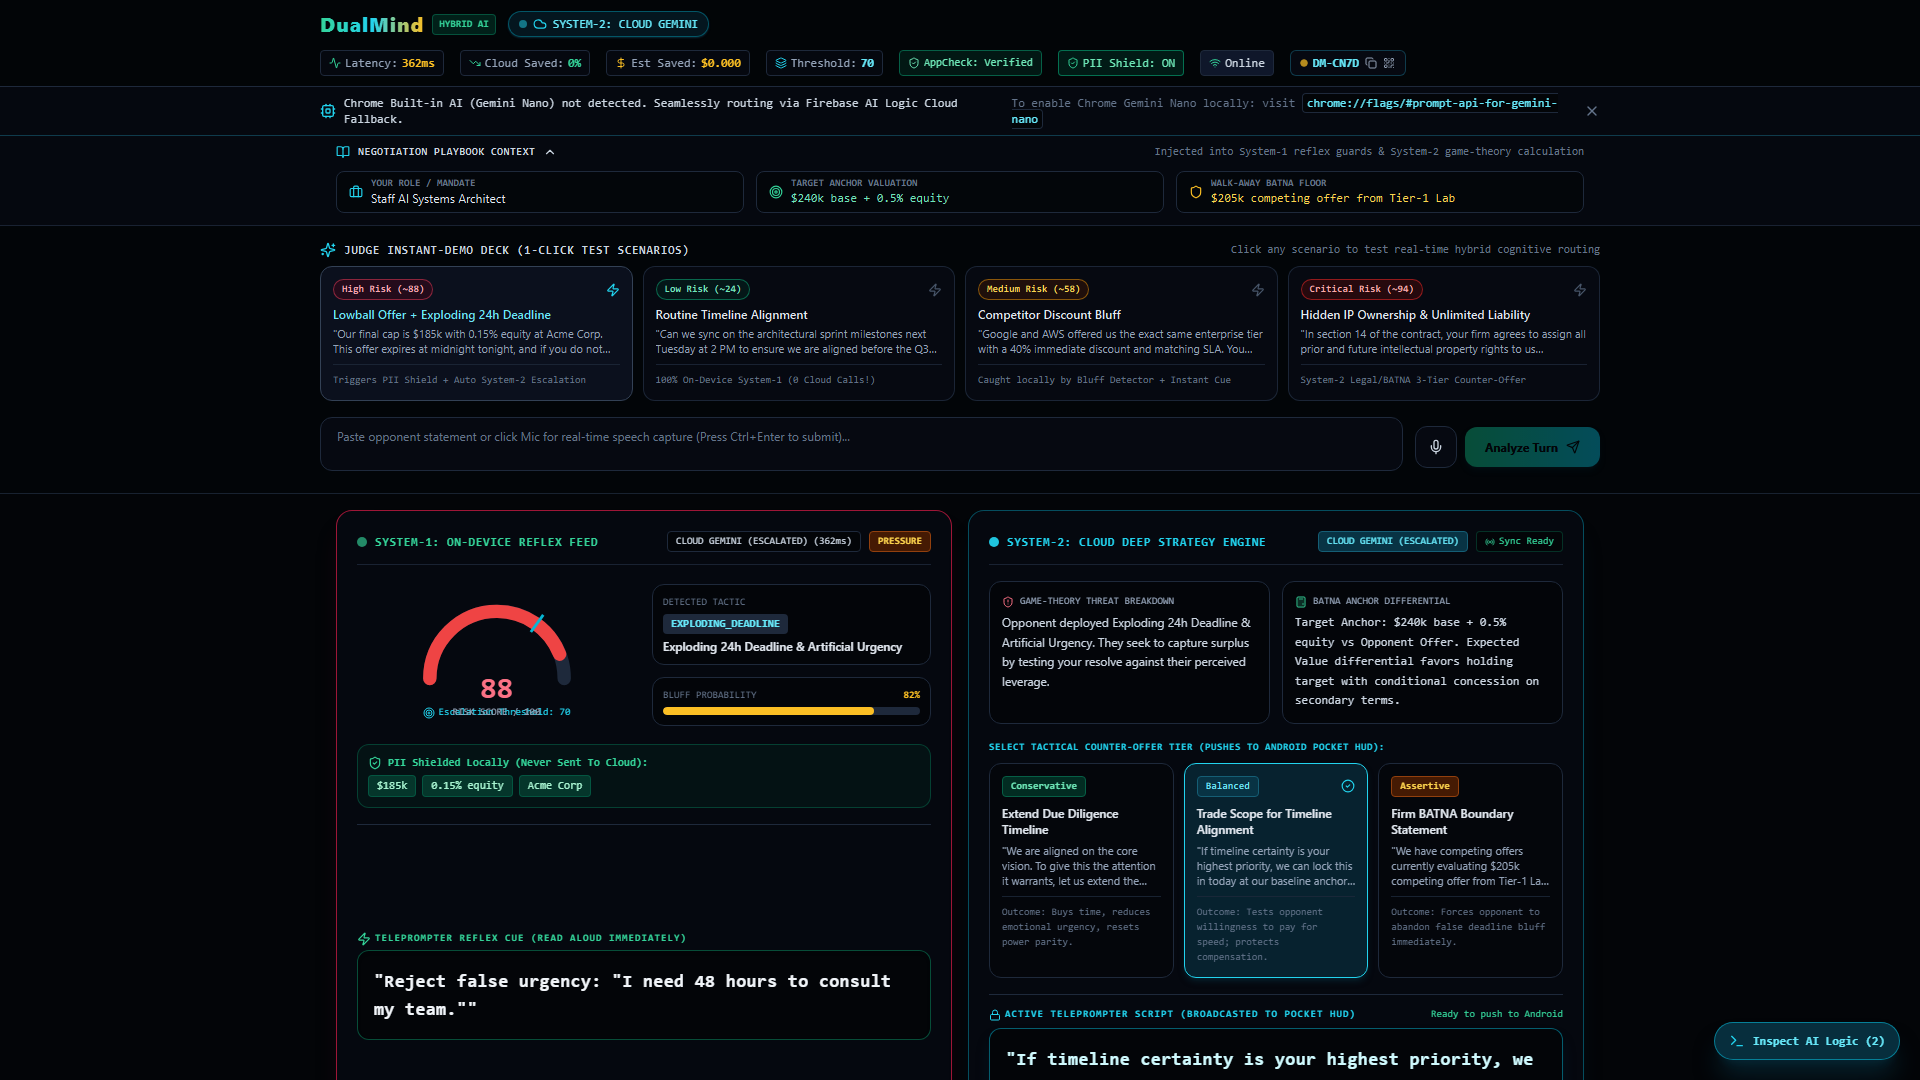 DualMind HYBRID AI SYSTEM-2: CLOUD GEMINI
Latency: 362ms Cloud Saved: 0% Est Saved: $0.000 Threshold: 70 AppCheck: Verified PII Shield: ON Online DM-CN7D
Chrome Built-in AI (Gemini Nano) not detected. Seamlessly routing via Firebase AI Logic Cloud
Fallback.
To enable Chrome Gemini Nano locally: visit chrome://flags/#prompt-api-for-gemini-
nano
NEGOTIATION PLAYBOOK CONTEXT
Injected into System-1 reflex guards & System-2 game-theory calculation
YOUR ROLE / MANDATE
Staff AI Systems Architect
TARGET ANCHOR VALUATION
$240k base + 0.5% equity
WALK-AWAY BATNA FLOOR
$205k competing offer from Tier-1 Lab
JUDGE INSTANT-DEMO DECK (1-CLICK TEST SCENARIOS)
Click any scenario to test real-time hybrid cognitive routing
High Risk (~88)
Lowball Offer + Exploding 24h Deadline
"Our final cap is $185k with 0.15% equity at Acme Corp.
This offer expires at midnight tonight, and if you do not...
Triggers PII Shield + Auto System-2 Escalation
Low Risk (~24)
Routine Timeline Alignment
"Can we sync on the architectural sprint milestones next
Tuesday at 2 PM to ensure we are aligned before the Q3...
100% On-Device System-1 (0 Cloud Calls!)
Medium Risk (~58)
Competitor Discount Bluff
"Google and AWS offered us the exact same enterprise tier
with a 40% immediate discount and matching SLA. You...
Caught locally by Bluff Detector + Instant Cue
Critical Risk (~94)
Hidden IP Ownership & Unlimited Liability
"In section 14 of the contract, your firm agrees to assign all
prior and future intellectual property rights to us...
System-2 Legal/BATNA 3-Tier Counter-Offer
Paste opponent statement or click Mic for real-time speech capture (Press Ctrl+Enter to submit)...
Analyze Turn
SYSTEM-1: ON-DEVICE REFLEX FEED
CLOUD GEMINI (ESCALATED) (362ms)
PRESSURE
88
RISK SCORE / 100
Escalation Threshold: 70
DETECTED TACTIC
EXPLODING_DEADLINE
Exploding 24h Deadline & Artificial Urgency
BLUFF PROBABILITY 82%
PII Shielded Locally (Never Sent To Cloud):
$185k 0.15% equity Acme Corp
TELEPROMPTER REFLEX CUE (READ ALOUD IMMEDIATELY)
"Reject false urgency: "I need 48 hours to consult
my team.""
SYSTEM-2: CLOUD DEEP STRATEGY ENGINE
CLOUD GEMINI (ESCALATED)
Sync Ready
GAME-THEORY THREAT BREAKDOWN
Opponent deployed Exploding 24h Deadline &
Artificial Urgency. They seek to capture surplus
by testing your resolve against their perceived
leverage.
BATNA ANCHOR DIFFERENTIAL
Target Anchor: $240k base + 0.5%
equity vs Opponent Offer. Expected
Value differential favors holding
target with conditional concession on
secondary terms.
SELECT TACTICAL COUNTER-OFFER TIER (PUSHES TO ANDROID POCKET HUD):
Conservative
Extend Due Diligence
Timeline
"We are aligned on the core
vision. To give this the attention
it warrants, let us extend the...
Outcome: Buys time, reduces
emotional urgency, resets
power parity.
Balanced
Trade Scope for Timeline
Alignment
"If timeline certainty is your
highest priority, we can lock this
in today at our baseline anchor...
Outcome: Tests opponent
willingness to pay for
speed; protects
compensation.
Assertive
Firm BATNA Boundary
Statement
"We have competing offers
currently evaluating $205k
competing offer from Tier-1 La...
Outcome: Forces opponent to
abandon false deadline bluff
immediately.
ACTIVE TELEPROMPTER SCRIPT (BROADCASTED TO POCKET HUD)
Ready to push to Android
"If timeline certainty is your highest priority, we
Inspect AI Logic (2)